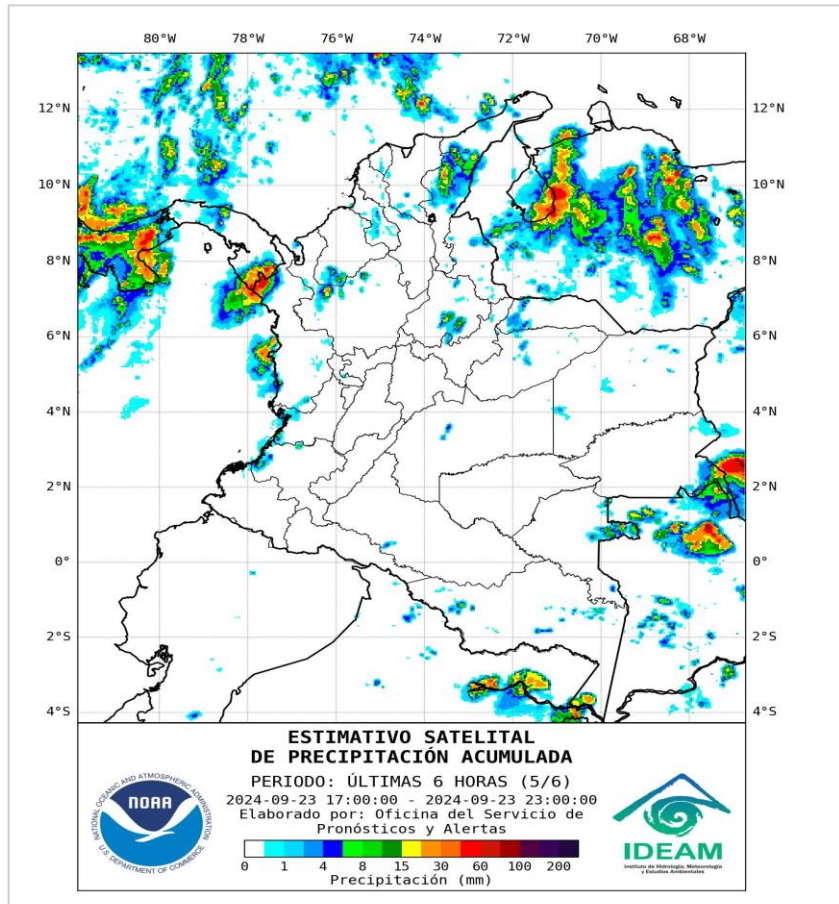 80°W 78°W 76°W 74°W 72°W 70°W 68°W
12°N 12°N
10°N 10°N
8°N 8°N
6°N 6°N
4°N 4°N
2°N 2°N
0° 0°
2°S 2°S
4°S 4°S
ESTIMATIVO SATELITAL
DE PRECIPITACIÓN ACUMULADA
PERIODO: ÚLTIMAS 6 HORAS (5/6)
2024-09-23 17:00:00 - 2024-09-23 23:00:00
Elaborado por: Oficina del Servicio de
Pronósticos y Alertas
0 1 4 8 15 30 60 100 200
Precipitación (mm)
NATIONAL OCEANIC AND ATMOSPHERIC ADMINISTRATION
NOAA
U.S. DEPARTMENT OF COMMERCE
IDEAM
Instituto de Hidrología, Meteorología
y Estudios Ambientales